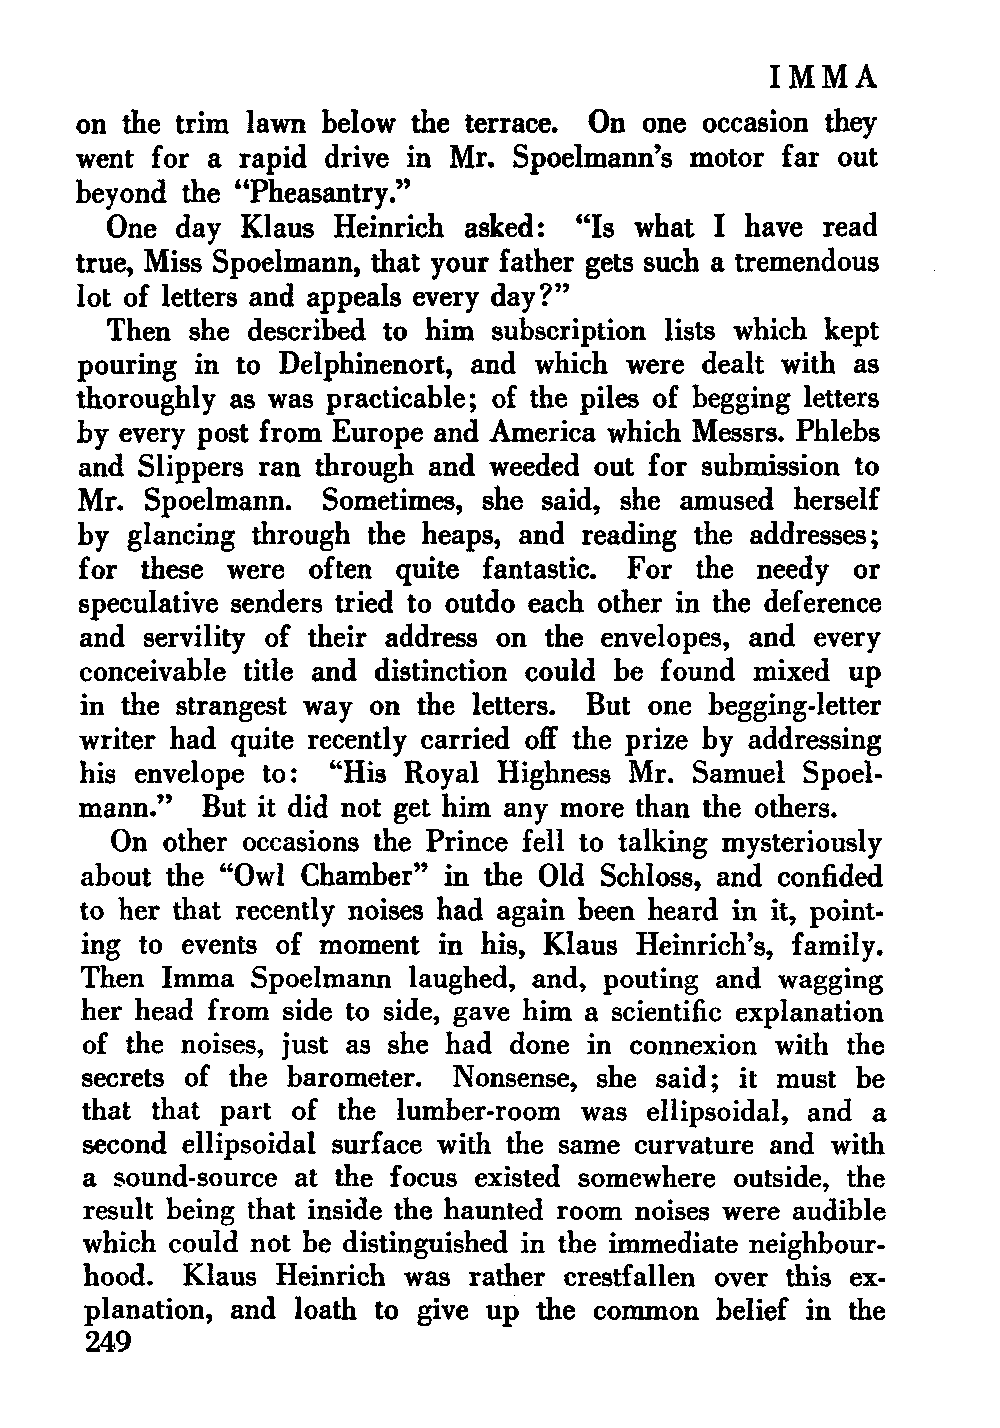 IMMA
on the trim lawn below the terrace. On one occasion they
went for a rapid drive in Mr. Spoelmann's motor far out
beyond the "Pheasantry."
One day Klaus Heinrich asked: "Is what I have read
true, Miss Spoelmann, that your father gets such a tremendous
lot of letters and appeals every day?"
Then she described to him subscription lists which kept
pouring in to Delphinenort, and which were dealt with as
thoroughly as was practicable; of the piles of begging letters
by every post from Europe and America which Messrs. Phlebs
and Slippers ran through and weeded out for submission to
Mr. Spoelmann. Sometimes, she said, she amused herself
by glancing through the heaps, and reading the addresses;
for these were often quite fantastic. For the needy or
speculative senders tried to outdo each other in the deference
and servility of their address on the envelopes, and every
conceivable title and distinction could be found mixed up
in the strangest way on the letters. But one begging-letter
writer had quite recently carried off the prize by addressing
his envelope to: "His Royal Highness Mr. Samuel Spoel-
mann." But it did not get him any more than the others.
On other occasions the Prince fell to talking mysteriously
about the "Owl Chamber" in the Old Schloss, and confided
to her that recently noises had again been heard in it, point-
ing to events of moment in his, Klaus Heinrich's, family.
Then Imma Spoelmann laughed, and, pouting and wagging
her head from side to side, gave him a scientific explanation
of the noises, just as she had done in connexion with the
secrets of the barometer. Nonsense, she said; it must be
that that part of the lumber-room was ellipsoidal, and a
second ellipsoidal surface with the same curvature and with
a sound-source at the focus existed somewhere outside, the
result being that inside the haunted room noises were audible
which could not be distinguished in the immediate neighbour-
hood. Klaus Heinrich was rather crestfallen over this ex-
planation, and loath to give up the common belief in the
249